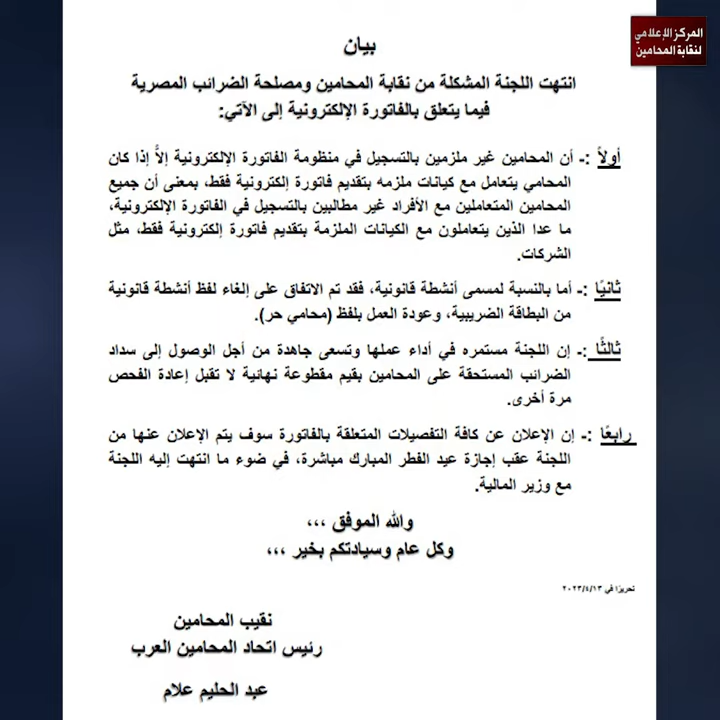 المركز الإعلامي
لنقابة المحامين
بيان
انتهت اللجنة المشكلة من نقابة المحامين ومصلحة الضرائب المصرية
فيما يتعلق بالفاتورة الإلكترونية إلى الآتي:
أولاً :- أن المحامين غير ملزمين بالتسجيل في منظومة الفاتورة الإلكترونية إلاَّ إذا كان
المحامي يتعامل مع كيانات ملزمه بتقديم فاتورة إلكترونية فقط، بمعنى أن جميع
المحامين المتعاملين مع الأفراد غير مطالبين بالتسجيل في الفاتورة الإلكترونية،
ما عدا الذين يتعاملون مع الكيانات الملزمة بتقديم فاتورة إلكترونية فقط، مثل
الشركات.
ثانيًا :- أما بالنسبة لمسمى أنشطة قانونية، فقد تم الاتفاق على إلغاء لفظ أنشطة قانونية
من البطاقة الضريبية، وعودة العمل بلفظ (محامي حر).
ثالثًا :- إن اللجنة مستمره في أداء عملها وتسعى جاهدة من أجل الوصول إلى سداد
الضرائب المستحقة على المحامين بقيم مقطوعة نهائية لا تقبل إعادة الفحص
مرة أخرى.
رابعًا :- إن الإعلان عن كافة التفصيلات المتعلقة بالفاتورة سوف يتم الإعلان عنها من
اللجنة عقب إجازة عيد الفطر المبارك مباشرة، في ضوء ما انتهت إليه اللجنة
مع وزير المالية.
والله الموفق ،،،
وكل عام وسيادتكم بخير ،،،
تحريرًا في ٢٠٢٣/٤/١٣
نقيب المحامين
رئيس اتحاد المحامين العرب
عبد الحليم علام